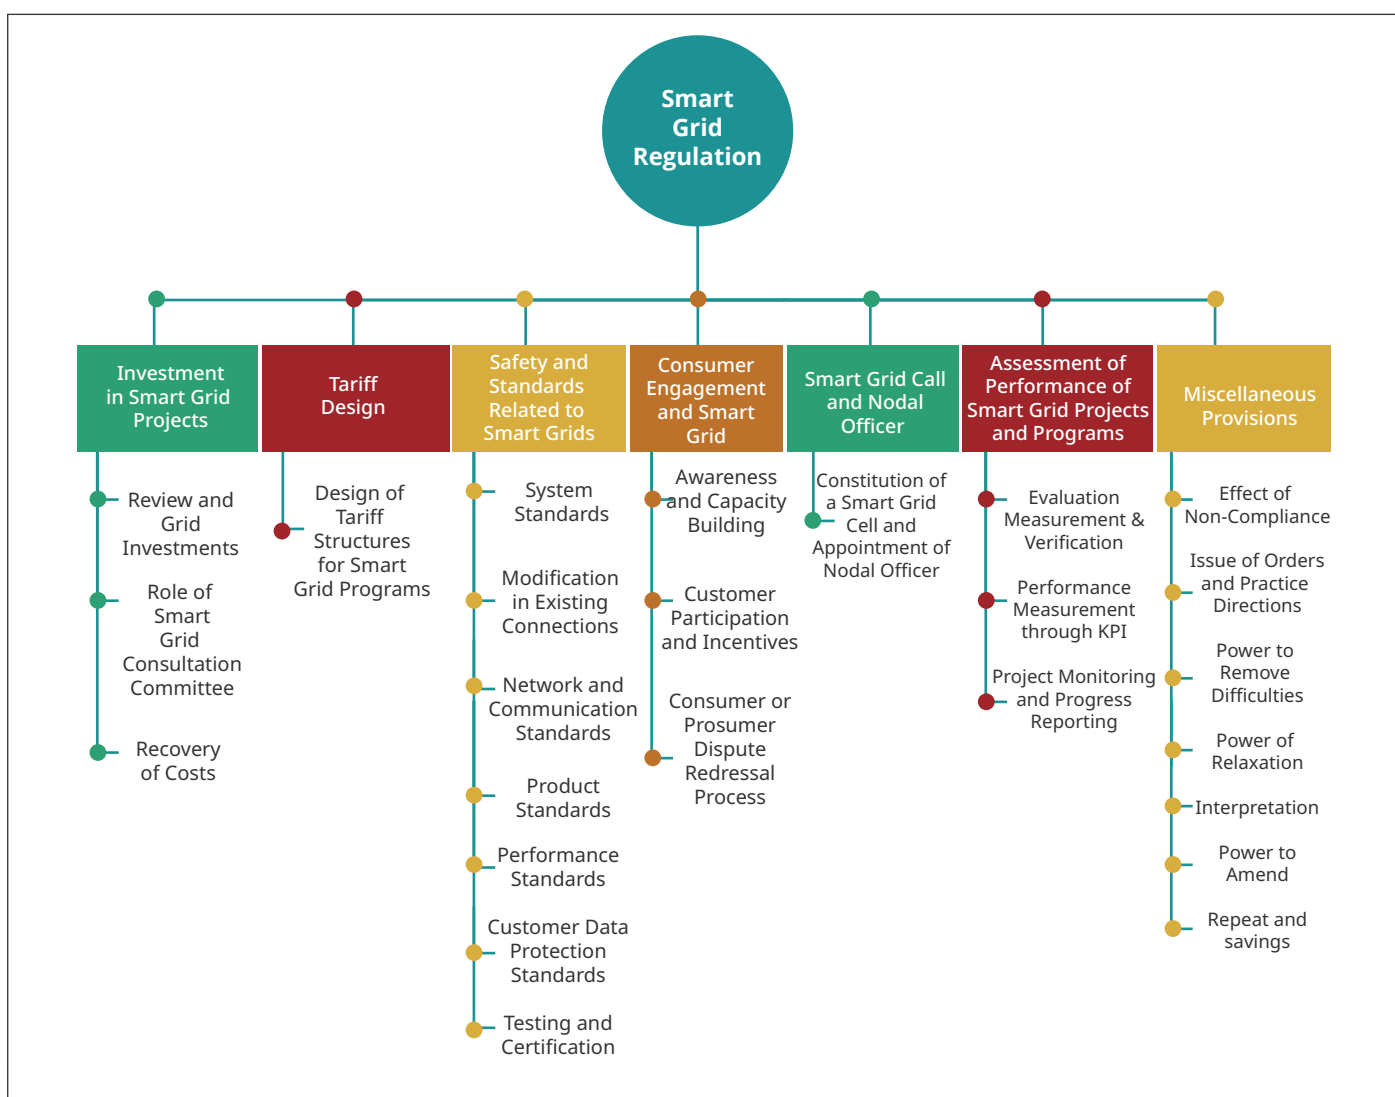 Smart
Grid
Regulation
Investment
in Smart Grid
Projects
Review and
Grid
Investments
Role of
Smart
Grid
Consultation
Committee
Recovery
of Costs
Tariff
Design
Design of
Tariff
Structures
for Smart
Grid Programs
Safety and
Standards
Related to
Smart Grids
System
Standards
Modification
in Existing
Connections
Network and
Communication
Standards
Product
Standards
Performance
Standards
Customer Data
Protection
Standards
Testing and
Certification
Consumer
Engagement
and Smart
Grid
Awareness
and Capacity
Building
Customer
Participation
and Incentives
Consumer or
Prosumer
Dispute
Redressal
Process
Smart Grid Call
and Nodal
Officer
Constitution of
a Smart Grid
Cell and
Appointment of
Nodal Officer
Assessment of
Performance of
Smart Grid Projects
and Programs
Evaluation
Measurement &
Verification
Performance
Measurement
through KPI
Project Monitoring
and Progress
Reporting
Miscellaneous
Provisions
Effect of
Non-Compliance
Issue of Orders
and Practice
Directions
Power to
Remove
Difficulties
Power of
Relaxation
Interpretation
Power to
Amend
Repeat and
savings